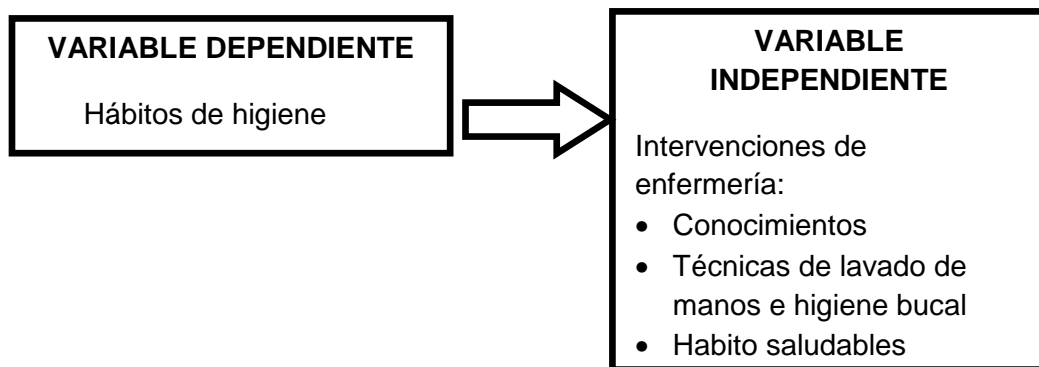 VARIABLE DEPENDIENTE
Hábitos de higiene
VARIABLE
INDEPENDIENTE
Intervenciones de
enfermería:
• Conocimientos
• Técnicas de lavado de
manos e higiene bucal
• Habito saludables